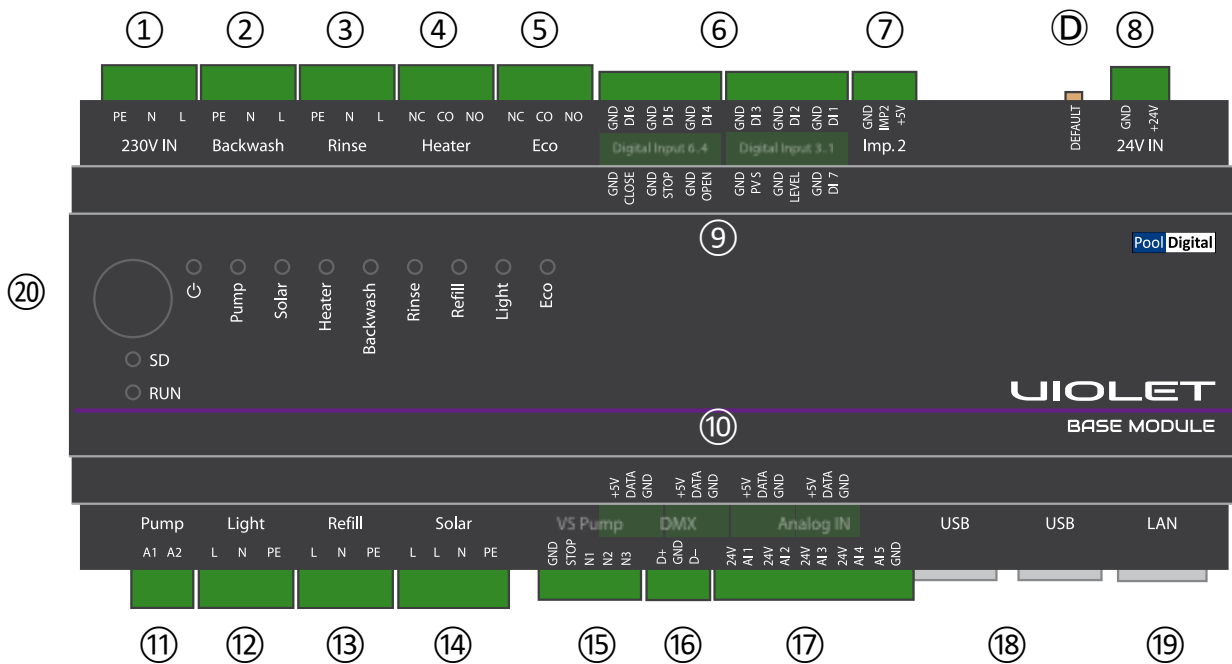 ① ② ③ ④ ⑤ ⑥ ⑦ Ⓓ ⑧
PE N L PE N L PE N L NC CO NO NC CO NO GND DI6 GND DI5 GND DI4 GND DI3 GND DI2 GND DI1 GND IMP2 +5V DEFAULT GND +24V
230V IN Backwash Rinse Heater Eco Digital Input 6..4 Digital Input 3..1 Imp. 2 24V IN
GND CLOSE GND STOP GND OPEN GND PV S GND LEVEL GND DI 7
⑨
Pool Digital
⑳
Pump Solar Heater Backwash Rinse Refill Light Eco
SD
RUN
VIOLET
⑩
BASE MODULE
+5V DATA GND +5V DATA GND +5V DATA GND +5V DATA GND
Pump Light Refill Solar VS Pump DMX Analog IN USB USB LAN
A1 A2 L N PE L N PE L L N PE GND STOP N1 N2 N3 D+ GND D− 24V AI 1 24V AI 2 24V AI 3 24V AI 4 AI 5 GND
⑪ ⑫ ⑬ ⑭ ⑮ ⑯ ⑰ ⑱ ⑲